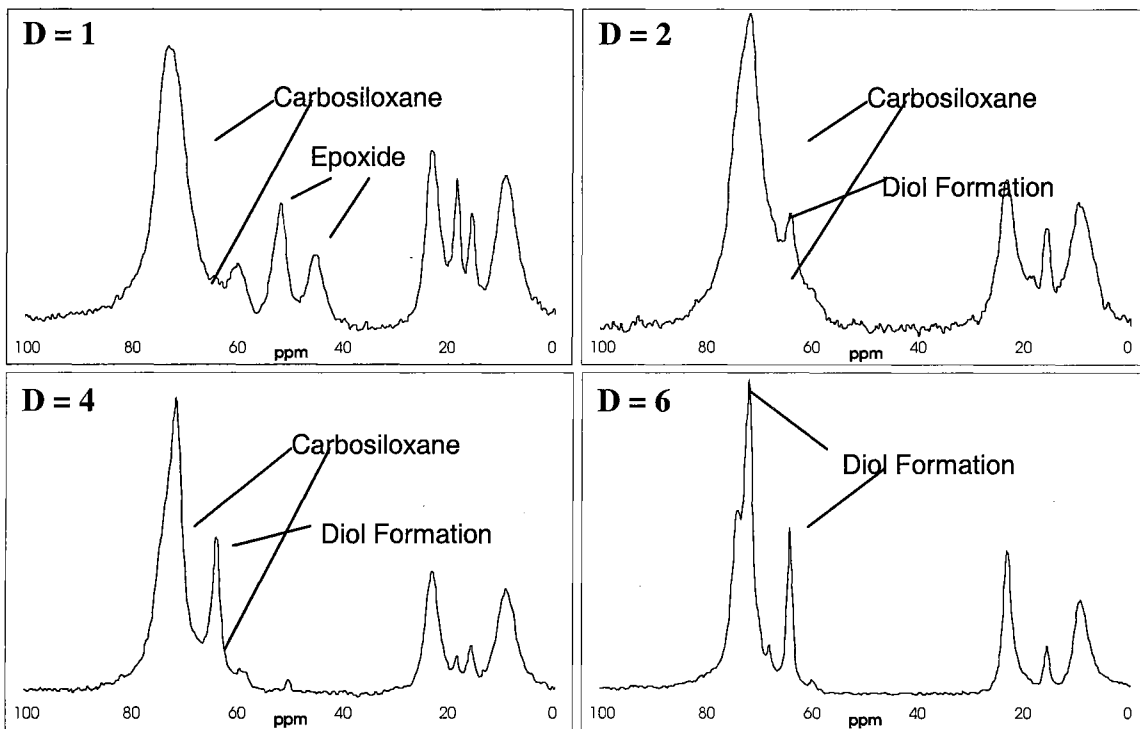 D = 1
Carbosiloxane
Epoxide
100 80 60 40 20 0
ppm
D = 2
Carbosiloxane
Diol Formation
100 80 60 40 20 0
ppm
D = 4
Carbosiloxane
Diol Formation
100 80 60 40 20 0
ppm
D = 6
Diol Formation
100 80 60 40 20 0
ppm